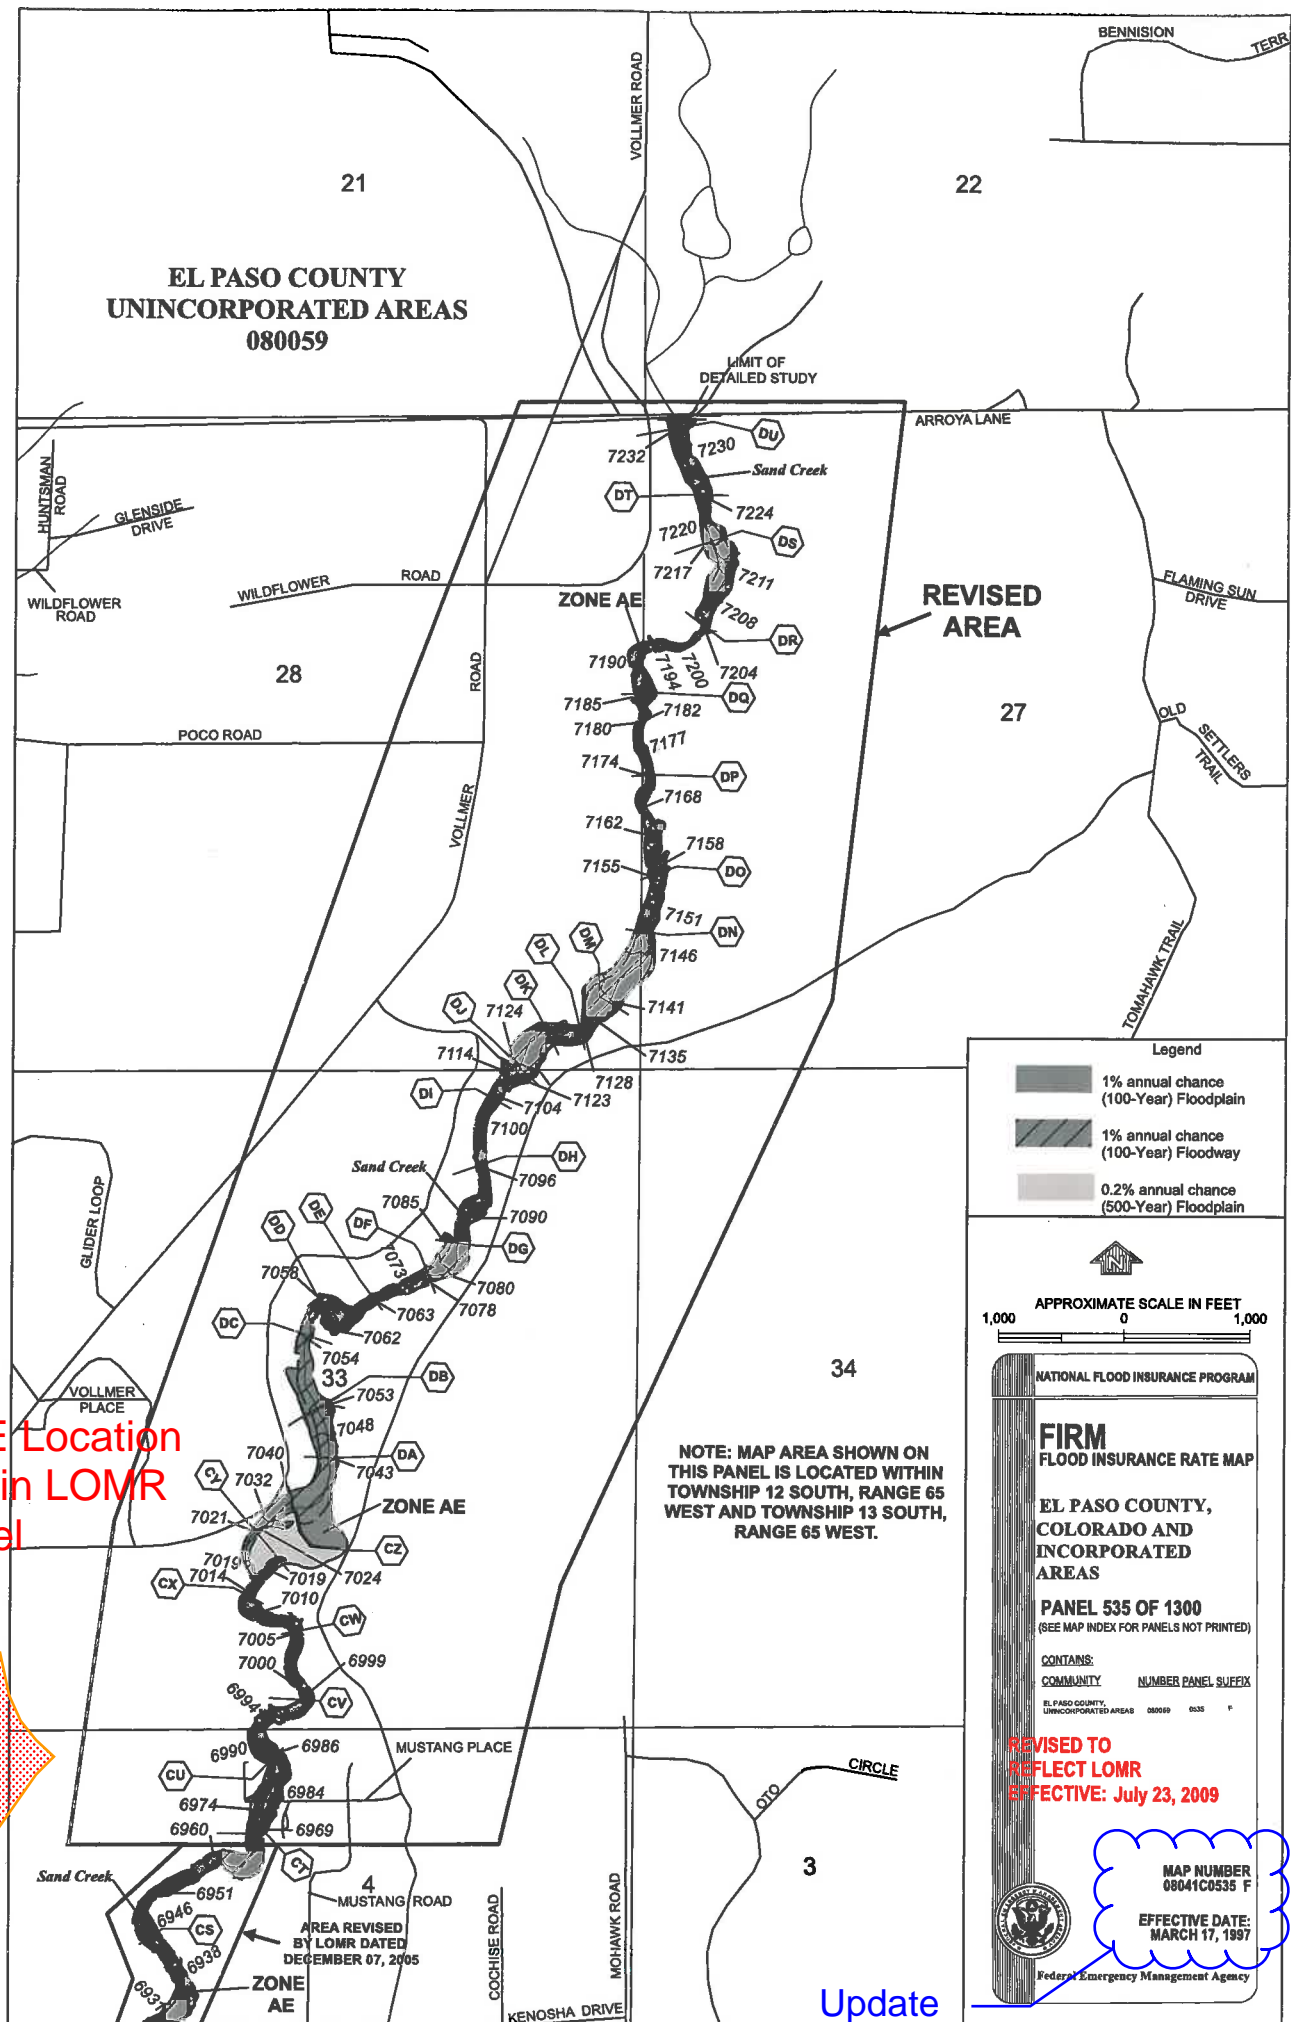 BENNISION
TERR
VOLLMER ROAD
21
22
EL PASO COUNTY
UNINCORPORATED AREAS
080059
LIMIT OF
DETAILED STUDY
ARROYA LANE
DU
7232
7230
Sand Creek
HUNTSMAN
ROAD
GLENSIDE
DRIVE
DT
7224
7220
DS
7217
7211
WILDFLOWER
ROAD
WILDFLOWER
ROAD
ZONE AE
7208
REVISED
AREA
FLAMING SUN
DRIVE
DR
7204
7190
7194
7200
28
ROAD
7185
DQ
7182
7180
27
OLD
SETTLERS
TRAIL
POCO ROAD
7177
7174
DP
7168
VOLLMER
7162
7158
7155
DO
7151
DN
DM
DL
7146
TOMAHAWK TRAIL
DK
7141
DJ
7124
7135
7114
7128
7123
DI
7104
7100
DH
Sand Creek
7096
7085
7090
GLIDER LOOP
DD
DE
DF
DG
7073
7080
7058
7078
7063
DC
7062
7054
33
34
DB
7053
7048
VOLLMER
PLACE
E Location
in LOMR
el
7040
DA
7043
CY
7032
ZONE AE
7021
CZ
7019
7019
7024
CX
7014
7010
CW
7005
7000
6999
6994
CV
6990
6986
MUSTANG PLACE
CU
6984
6974
6960
6969
CT
Sand Creek
4
MUSTANG ROAD
6951
6946
CS
AREA REVISED
BY LOMR DATED
DECEMBER 07, 2005
6938
ZONE
AE
COCHISE ROAD
MOHAWK ROAD
KENOSHA DRIVE
OTO
CIRCLE
3
NOTE: MAP AREA SHOWN ON
THIS PANEL IS LOCATED WITHIN
TOWNSHIP 12 SOUTH, RANGE 65
WEST AND TOWNSHIP 13 SOUTH,
RANGE 65 WEST.
Legend
1% annual chance
(100-Year) Floodplain
1% annual chance
(100-Year) Floodway
0.2% annual chance
(500-Year) Floodplain
N
APPROXIMATE SCALE IN FEET
1,000 0 1,000
NATIONAL FLOOD INSURANCE PROGRAM
FIRM
FLOOD INSURANCE RATE MAP
EL PASO COUNTY,
COLORADO AND
INCORPORATED
AREAS
PANEL 535 OF 1300
(SEE MAP INDEX FOR PANELS NOT PRINTED)
CONTAINS:
COMMUNITY NUMBER PANEL SUFFIX
EL PASO COUNTY,
UNINCORPORATED AREAS 080059 0535 F
REVISED TO
REFLECT LOMR
EFFECTIVE: July 23, 2009
MAP NUMBER
08041C0535 F
EFFECTIVE DATE:
MARCH 17, 1997
Federal Emergency Management Agency
Update